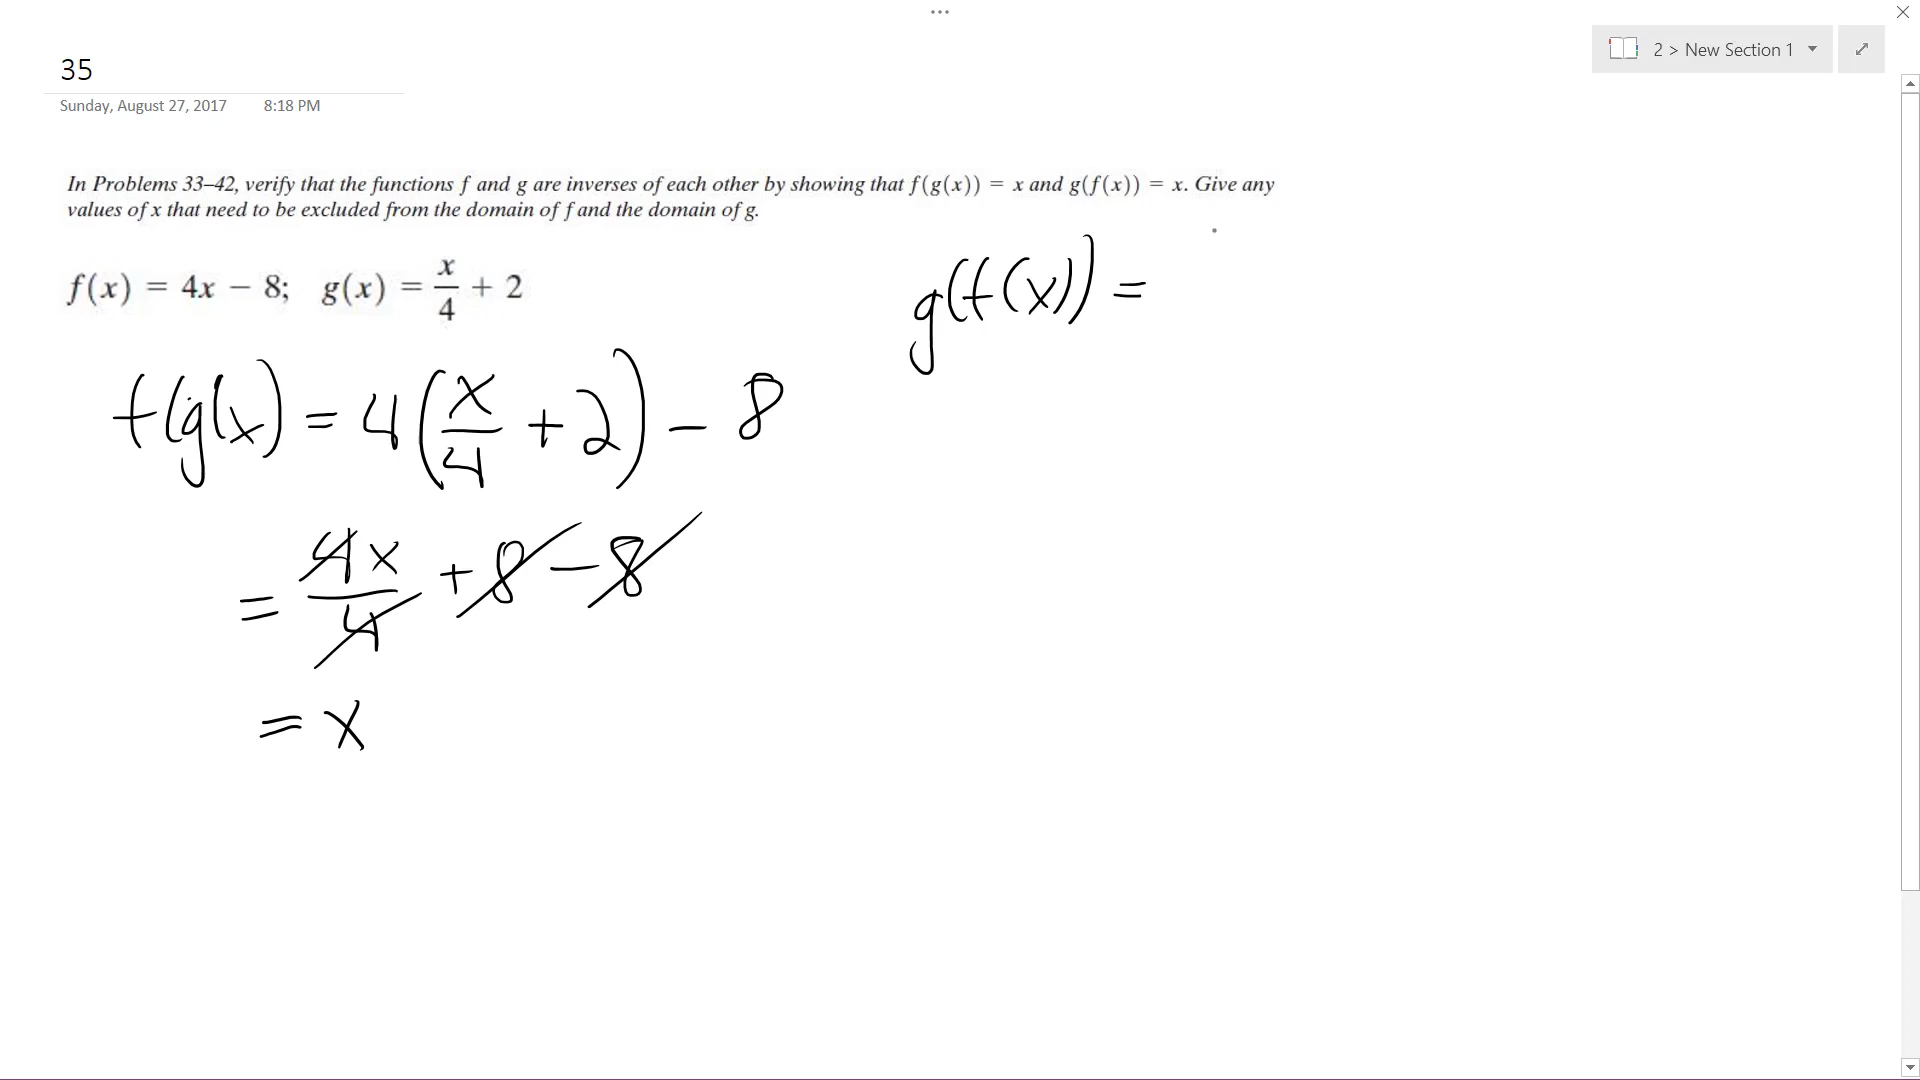 35
Sunday, August 27, 2017 8:18 PM
2 > New Section 1
In Problems 33–42, verify that the functions f and g are inverses of each other by showing that f(g(x)) = x and g(f(x)) = x. Give any
values of x that need to be excluded from the domain of f and the domain of g.
f(x) = 4x − 8; g(x) = x/4 + 2
f(g(x) = 4(x/4 + 2) − 8
= 4x/4 + 8 − 8
= x
g(f(x)) =